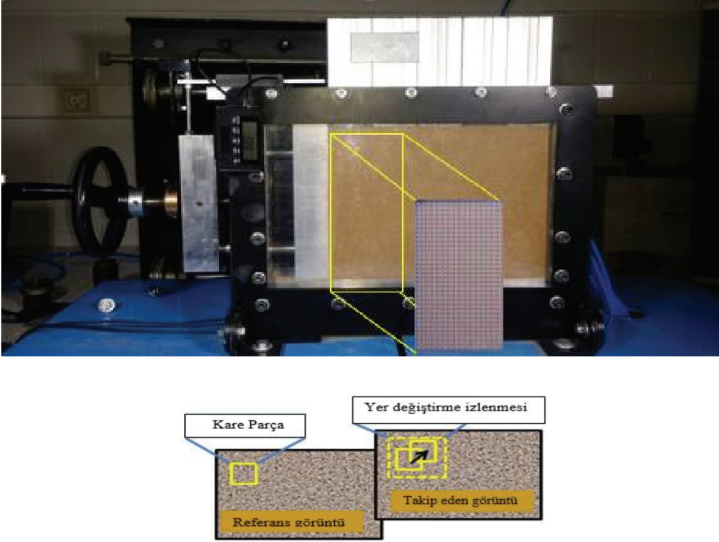 Kare Parça
Yer değiştirme izlenmesi
Referans görüntü
Takip eden görüntü